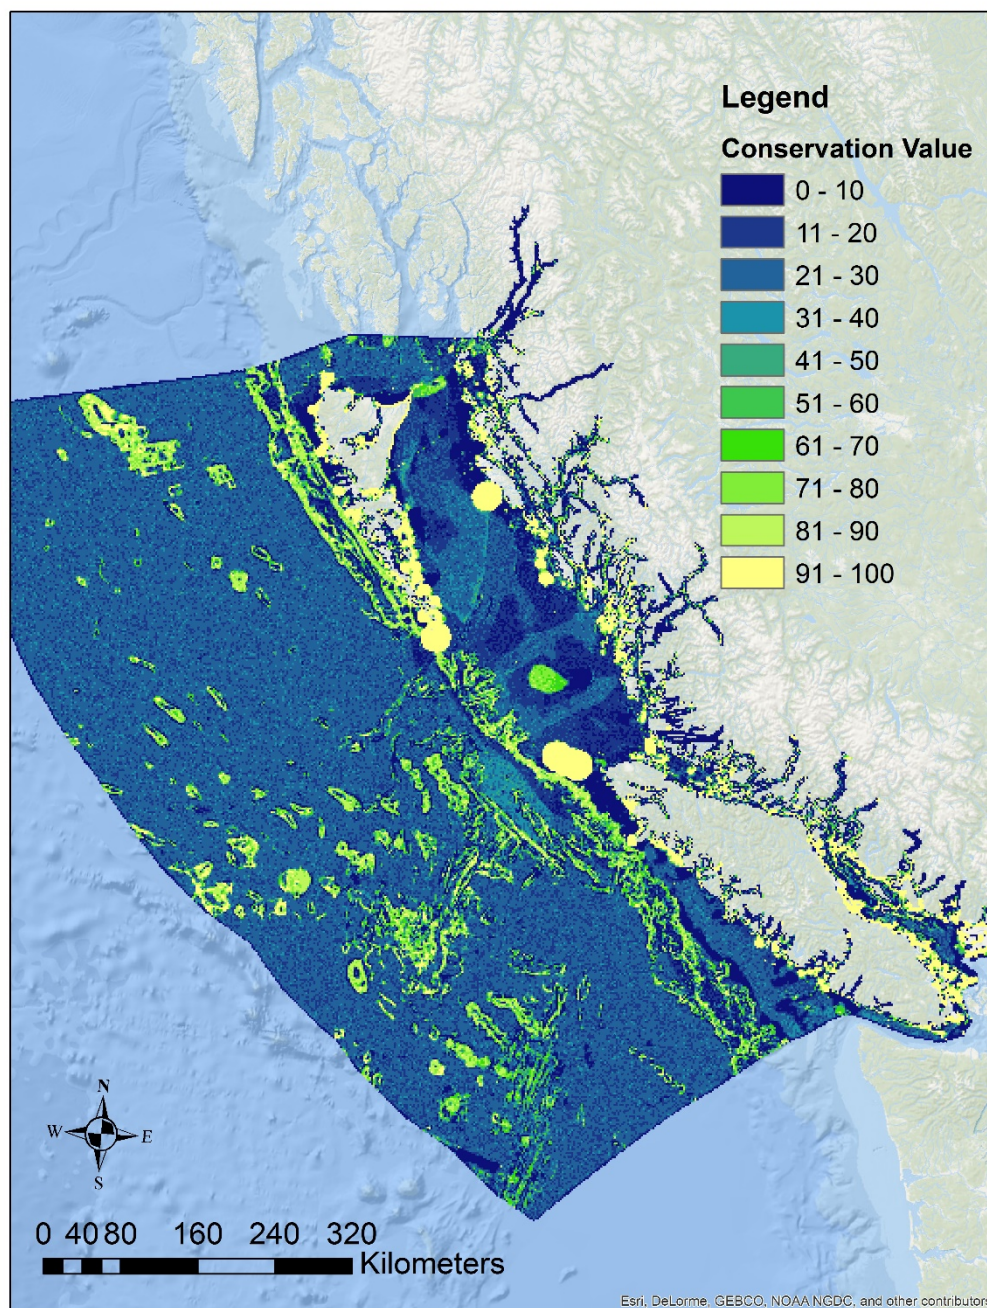 Legend
Conservation Value
0 - 10
11 - 20
21 - 30
31 - 40
41 - 50
51 - 60
61 - 70
71 - 80
81 - 90
91 - 100
N
W E
S
0 40 80 160 240 320
Kilometers
Esri, DeLorme, GEBCO, NOAA NGDC, and other contributors